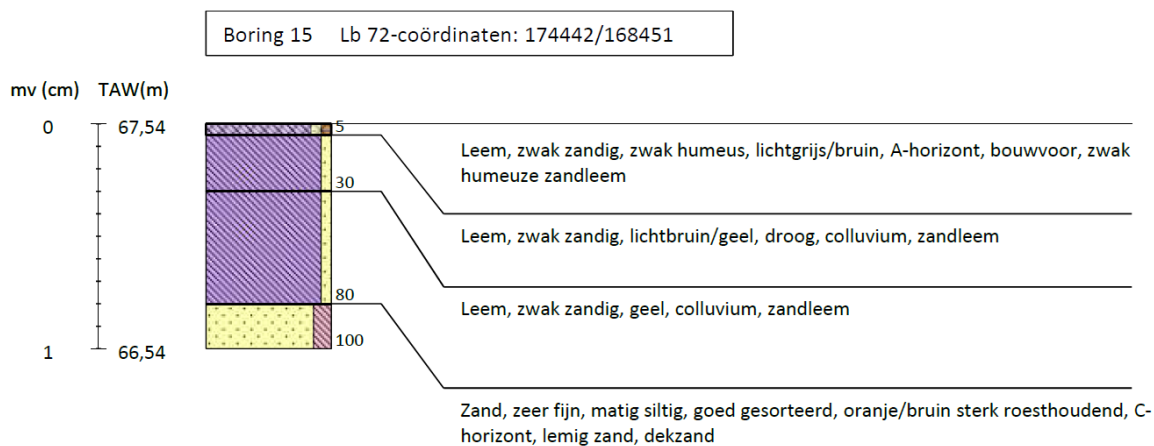 Boring 15 Lb 72-coördinaten: 174442/168451
mv (cm) TAW(m)
0 67,54
5
Leem, zwak zandig, zwak humeus, lichtgrijs/bruin, A-horizont, bouwvoor, zwak
humeuze zandleem
30
Leem, zwak zandig, lichtbruin/geel, droog, colluvium, zandleem
80
Leem, zwak zandig, geel, colluvium, zandleem
100
1 66,54
Zand, zeer fijn, matig siltig, goed gesorteerd, oranje/bruin sterk roesthoudend, C-
horizont, lemig zand, dekzand